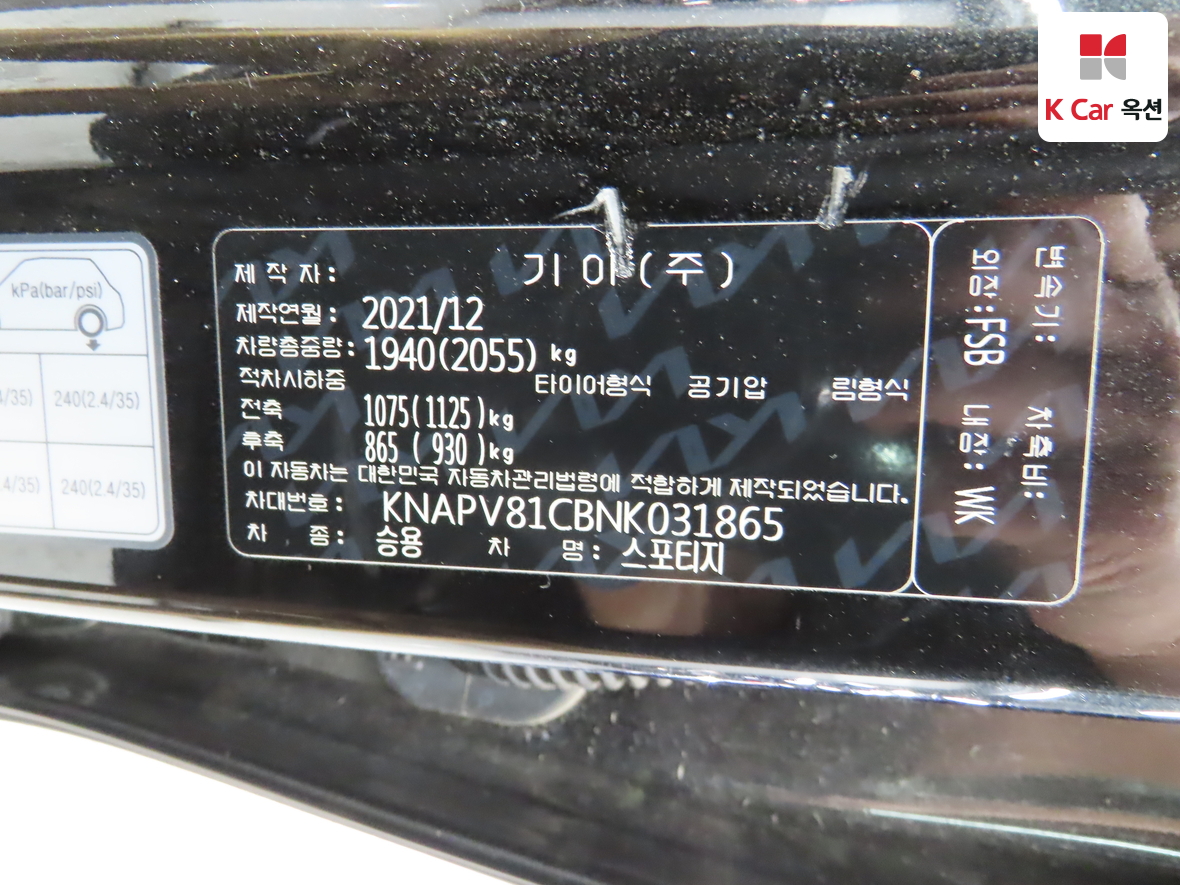 K Car 옥션
kPa(bar/psi)
240(2.4/35)
.4/35) 240(2.4/35)
제 작 자 : 기 아 ( 주 )
제작연월 : 2021/12
차량총중량 : 1940(2055) kg
적차시하중 타이어형식 공기압 림형식
전축 1075(1125)kg
후축 865 ( 930 )kg
이 자동차는 대한민국 자동차관리법령에 적합하게 제작되었습니다.
차대번호 : KNAPV81CBNK031865
차 종 : 승용 차 명 : 스포티지
변속기: 차축비:
외장:FSB 내장: WK